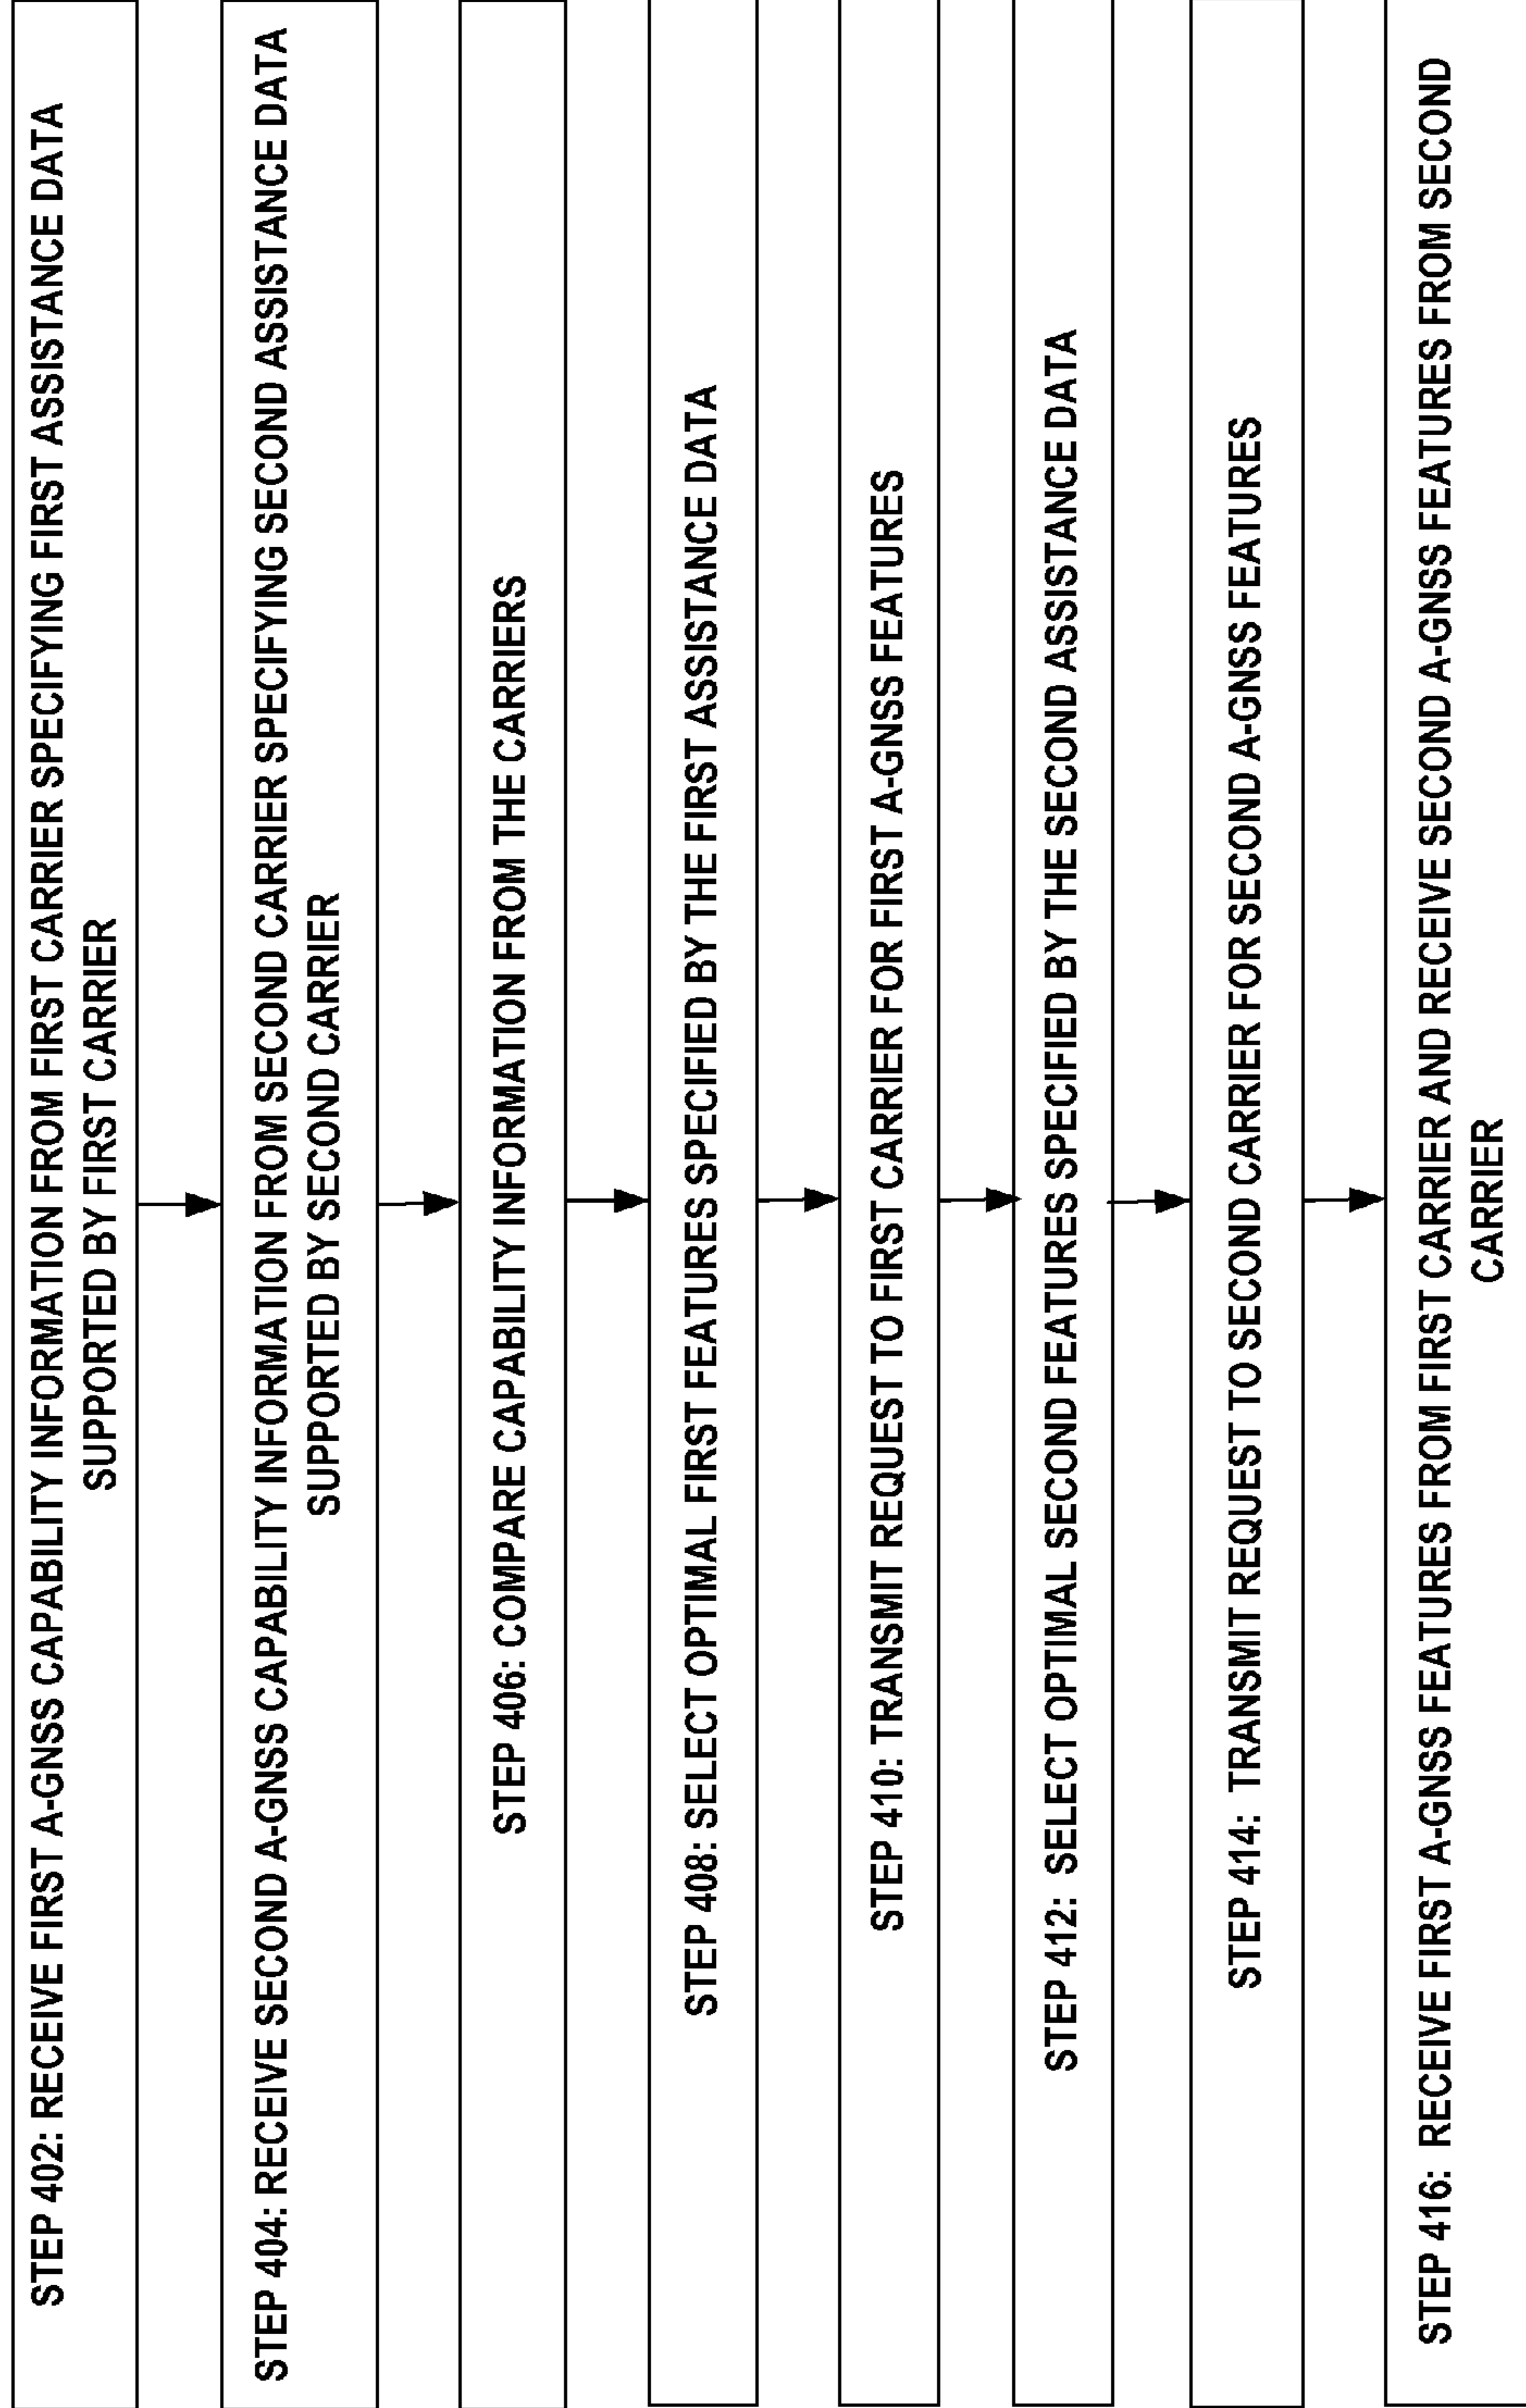 STEP 402: RECEIVE FIRST A-GNSS CAPABILITY INFORMATION FROM FIRST CARRIER SPECIFYING FIRST ASSISTANCE DATA
SUPPORTED BY FIRST CARRIER
STEP 404: RECEIVE SECOND A-GNSS CAPABILITY INFORMATION FROM SECOND CARRIER SPECIFYING SECOND ASSISTANCE DATA
SUPPORTED BY SECOND CARRIER
STEP 406: COMPARE CAPABILITY INFORMATION FROM THE CARRIERS
STEP 408: SELECT OPTIMAL FIRST FEATURES SPECIFIED BY THE FIRST ASSISTANCE DATA
STEP 410: TRANSMIT REQUEST TO FIRST CARRIER FOR FIRST A-GNSS FEATURES
STEP 412: SELECT OPTIMAL SECOND FEATURES SPECIFIED BY THE SECOND ASSISTANCE DATA
STEP 414: TRANSMIT REQUEST TO SECOND CARRIER FOR SECOND A-GNSS FEATURES
STEP 416: RECEIVE FIRST A-GNSS FEATURES FROM FIRST CARRIER AND RECEIVE SECOND A-GNSS FEATURES FROM SECOND
CARRIER